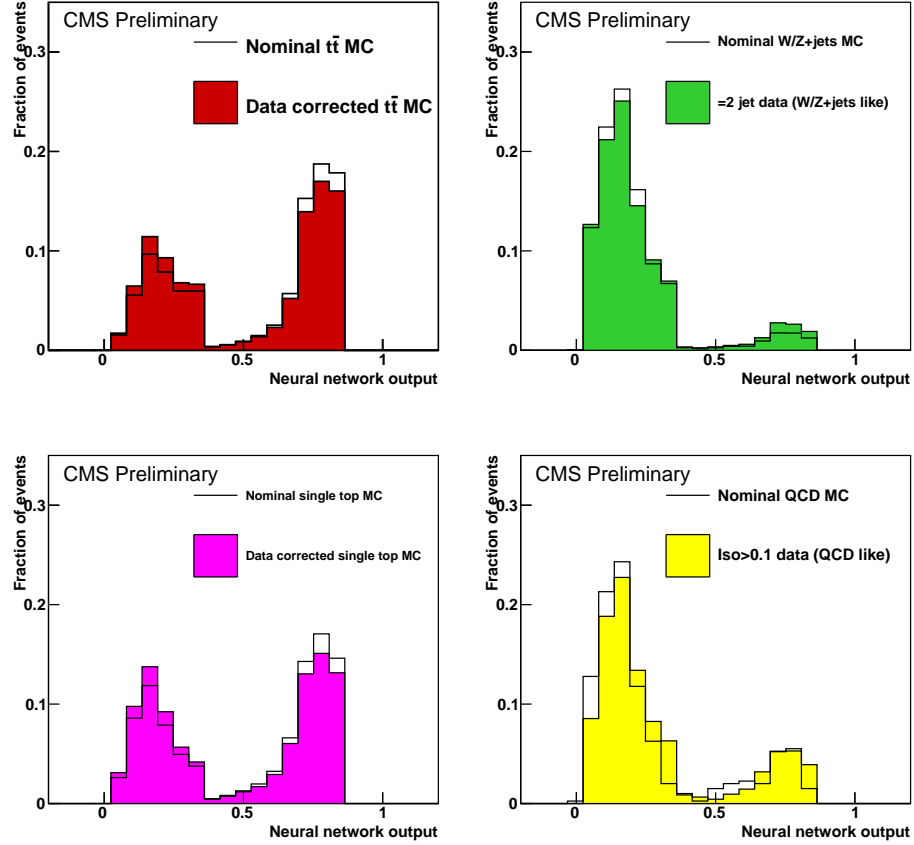 CMS Preliminary
Nominal tt̄ MC
Data corrected tt̄ MC
Fraction of events
0.3
0.2
0.1
0
0 0.5 1
Neural network output
CMS Preliminary
Nominal W/Z+jets MC
=2 jet data (W/Z+jets like)
Fraction of events
0.3
0.2
0.1
0
0 0.5 1
Neural network output
CMS Preliminary
Nominal single top MC
Data corrected single top MC
Fraction of events
0.3
0.2
0.1
0
0 0.5 1
Neural network output
CMS Preliminary
Nominal QCD MC
Iso>0.1 data (QCD like)
Fraction of events
0.3
0.2
0.1
0
0 0.5 1
Neural network output